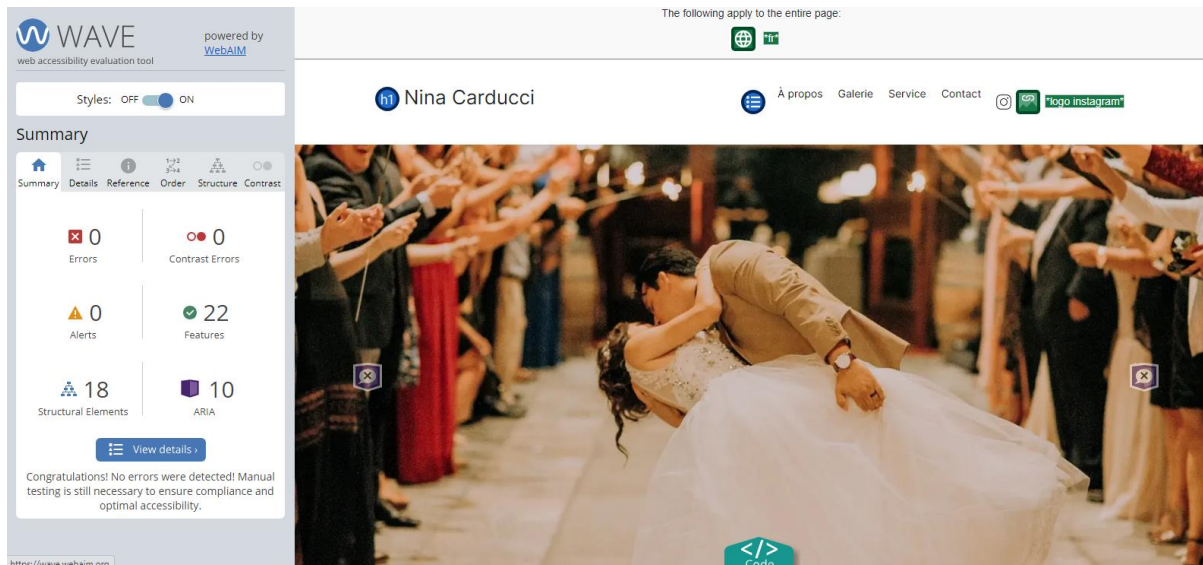 WAVE
web accessibility evaluation tool
powered by
WebAIM
Styles: OFF ON
Summary
Summary Details Reference Order Structure Contrast
0
Errors
0
Contrast Errors
0
Alerts
22
Features
18
Structural Elements
10
ARIA
View details ›
Congratulations! No errors were detected! Manual
testing is still necessary to ensure compliance and
optimal accessibility.
https://wave.webaim.org
The following apply to the entire page:
*fr*
h1 Nina Carducci
À propos Galerie Service Contact
*logo instagram*
</>
Code